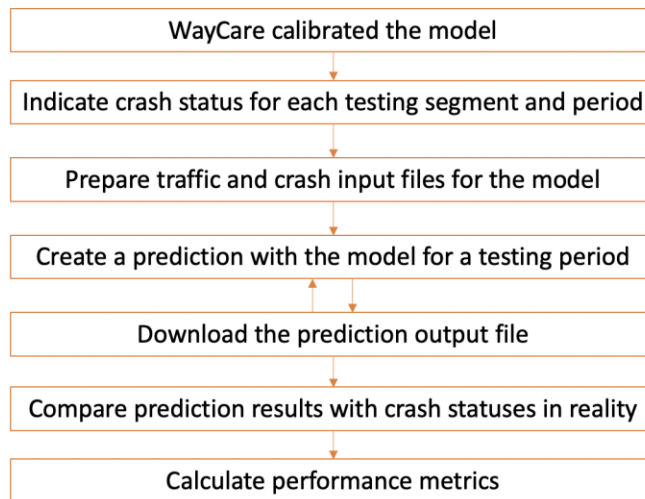 WayCare calibrated the model
Indicate crash status for each testing segment and period
Prepare traffic and crash input files for the model
Create a prediction with the model for a testing period
Download the prediction output file
Compare prediction results with crash statuses in reality
Calculate performance metrics